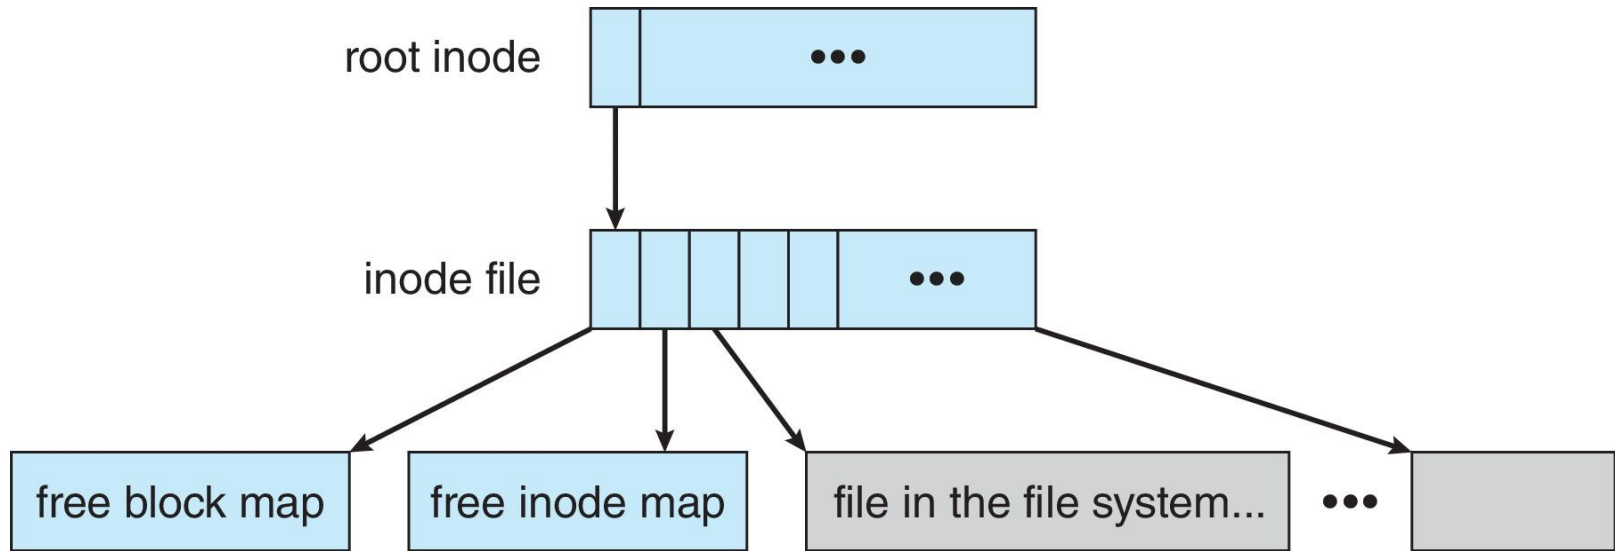 root inode
•••
inode file
•••
free block map
free inode map
file in the file system...
•••